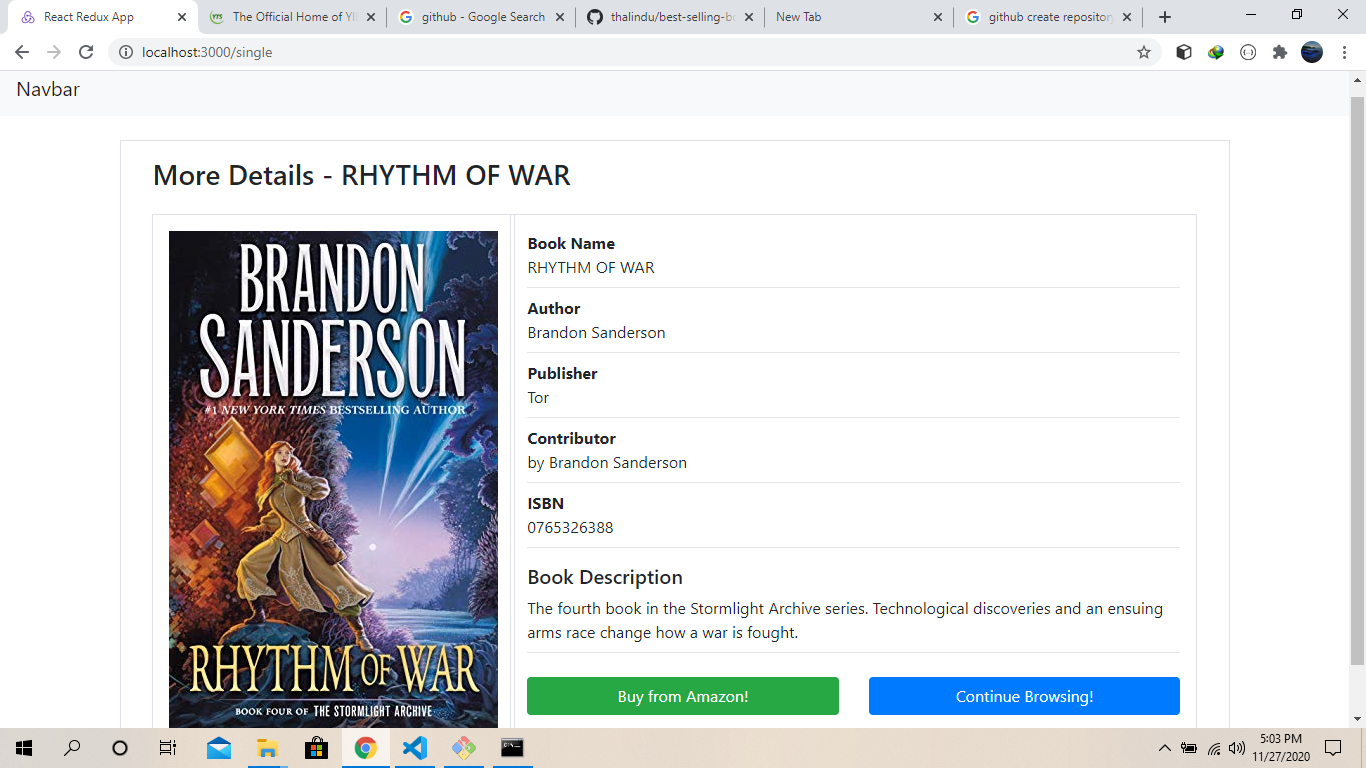 React Redux App
The Official Home of YI
github - Google Search
thalindu/best-selling-bo
New Tab
github create repository
localhost:3000/single
Navbar
More Details - RHYTHM OF WAR
BRANDON
SANDERSON
#1 NEW YORK TIMES BESTSELLING AUTHOR
RHYTHM OF WAR
BOOK FOUR OF THE STORMLIGHT ARCHIVE
Book Name
RHYTHM OF WAR
Author
Brandon Sanderson
Publisher
Tor
Contributor
by Brandon Sanderson
ISBN
0765326388
Book Description
The fourth book in the Stormlight Archive series. Technological discoveries and an ensuing
arms race change how a war is fought.
Buy from Amazon!
Continue Browsing!
5:03 PM
11/27/2020